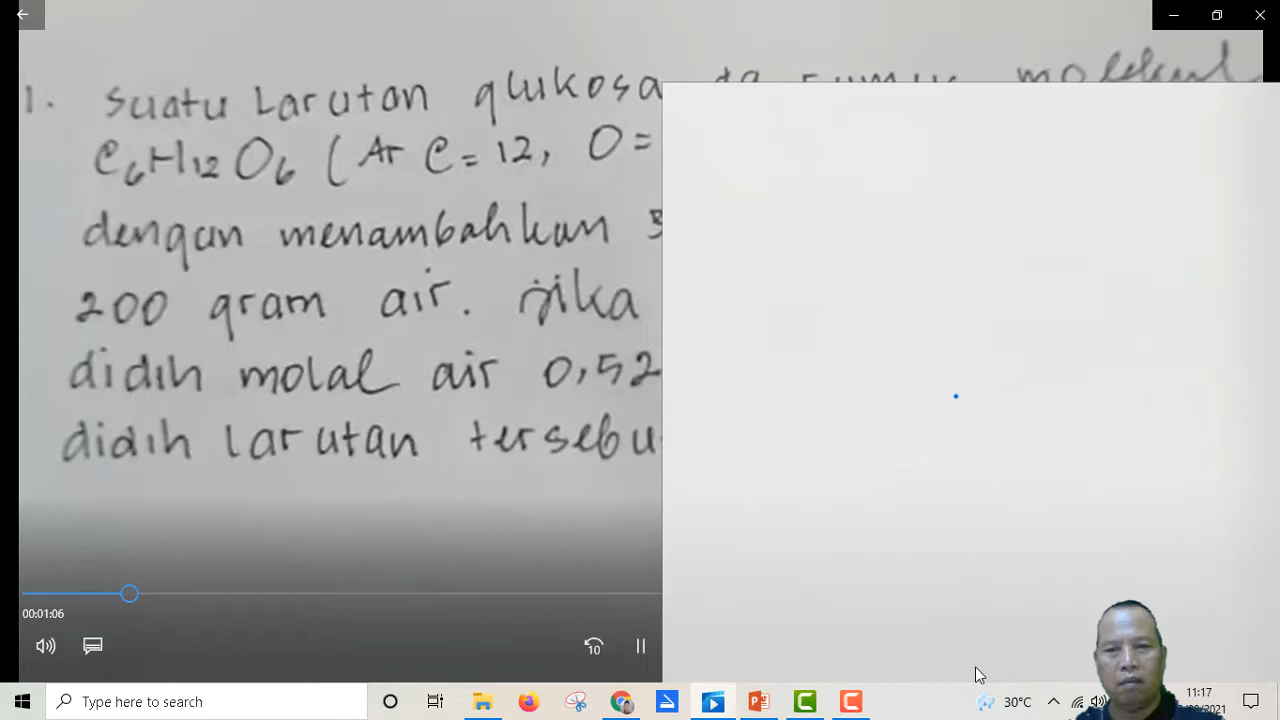 1. Suatu Larutan glukosa
C6H12O6 (Ar C = 12, O =
dengan menambahkan
200 gram air. jika
didih molal air 0,52
didih larutan tersebu
00:01:06
10
Type here to search
30°C
11:17